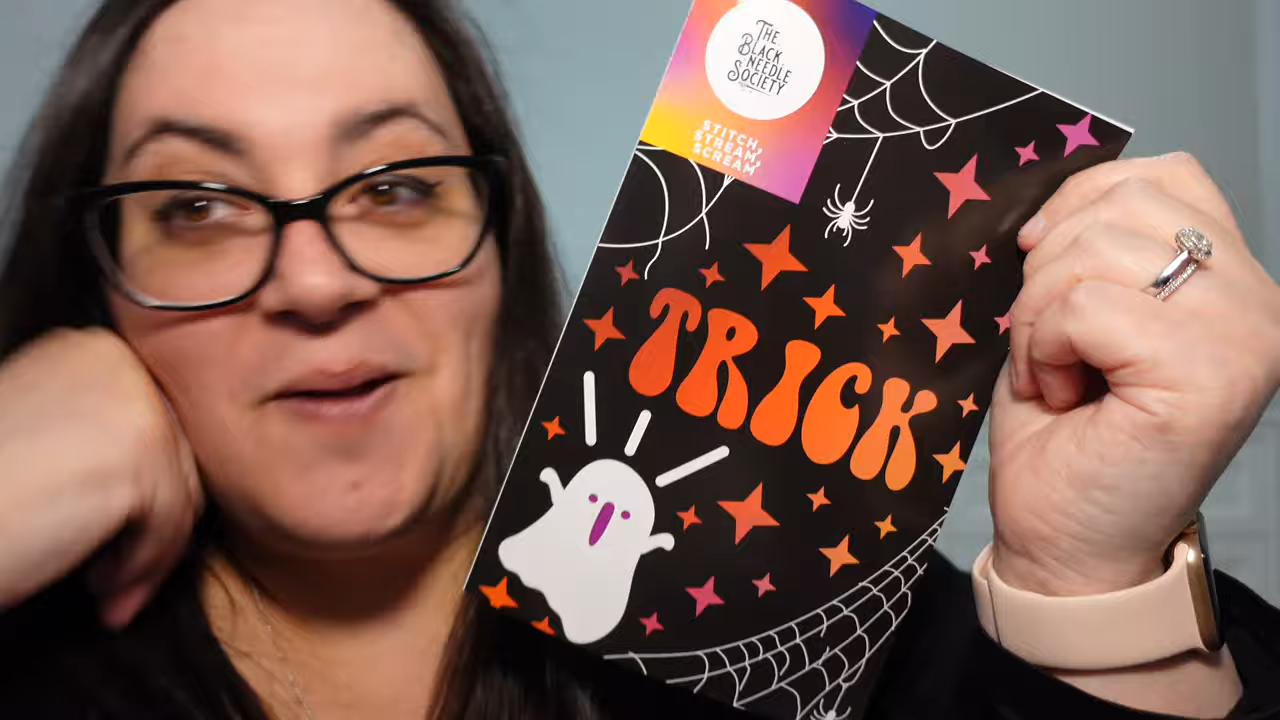 THE
BLACK
NEEDLE
SOCIETY
STITCH,
STREAM,
SCREAM
TRICK